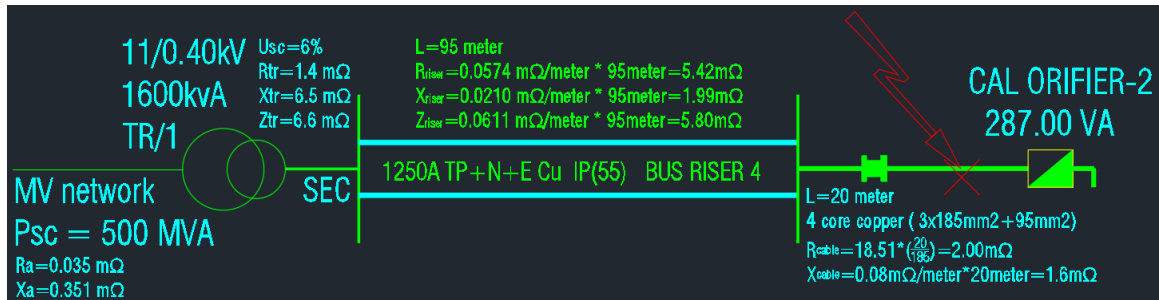 11/0.40kV
1600kvA
TR/1
Usc=6%
Rtr=1.4 mΩ
Xtr=6.5 mΩ
Ztr=6.6 mΩ
L=95 meter
Rriser=0.0574 mΩ/meter * 95meter=5.42mΩ
Xriser=0.0210 mΩ/meter * 95meter=1.99mΩ
Zriser=0.0611 mΩ/meter * 95meter=5.80mΩ
CAL ORIFIER-2
287.00 VA
1250A TP+N+E Cu IP(55) BUS RISER 4
MV network
Psc = 500 MVA
Ra=0.035 mΩ
Xa=0.351 mΩ
SEC
L=20 meter
4 core copper ( 3x185mm2+95mm2)
Rcable=18.51*(20/185)=2.00mΩ
Xcable=0.08mΩ/meter*20meter=1.6mΩ